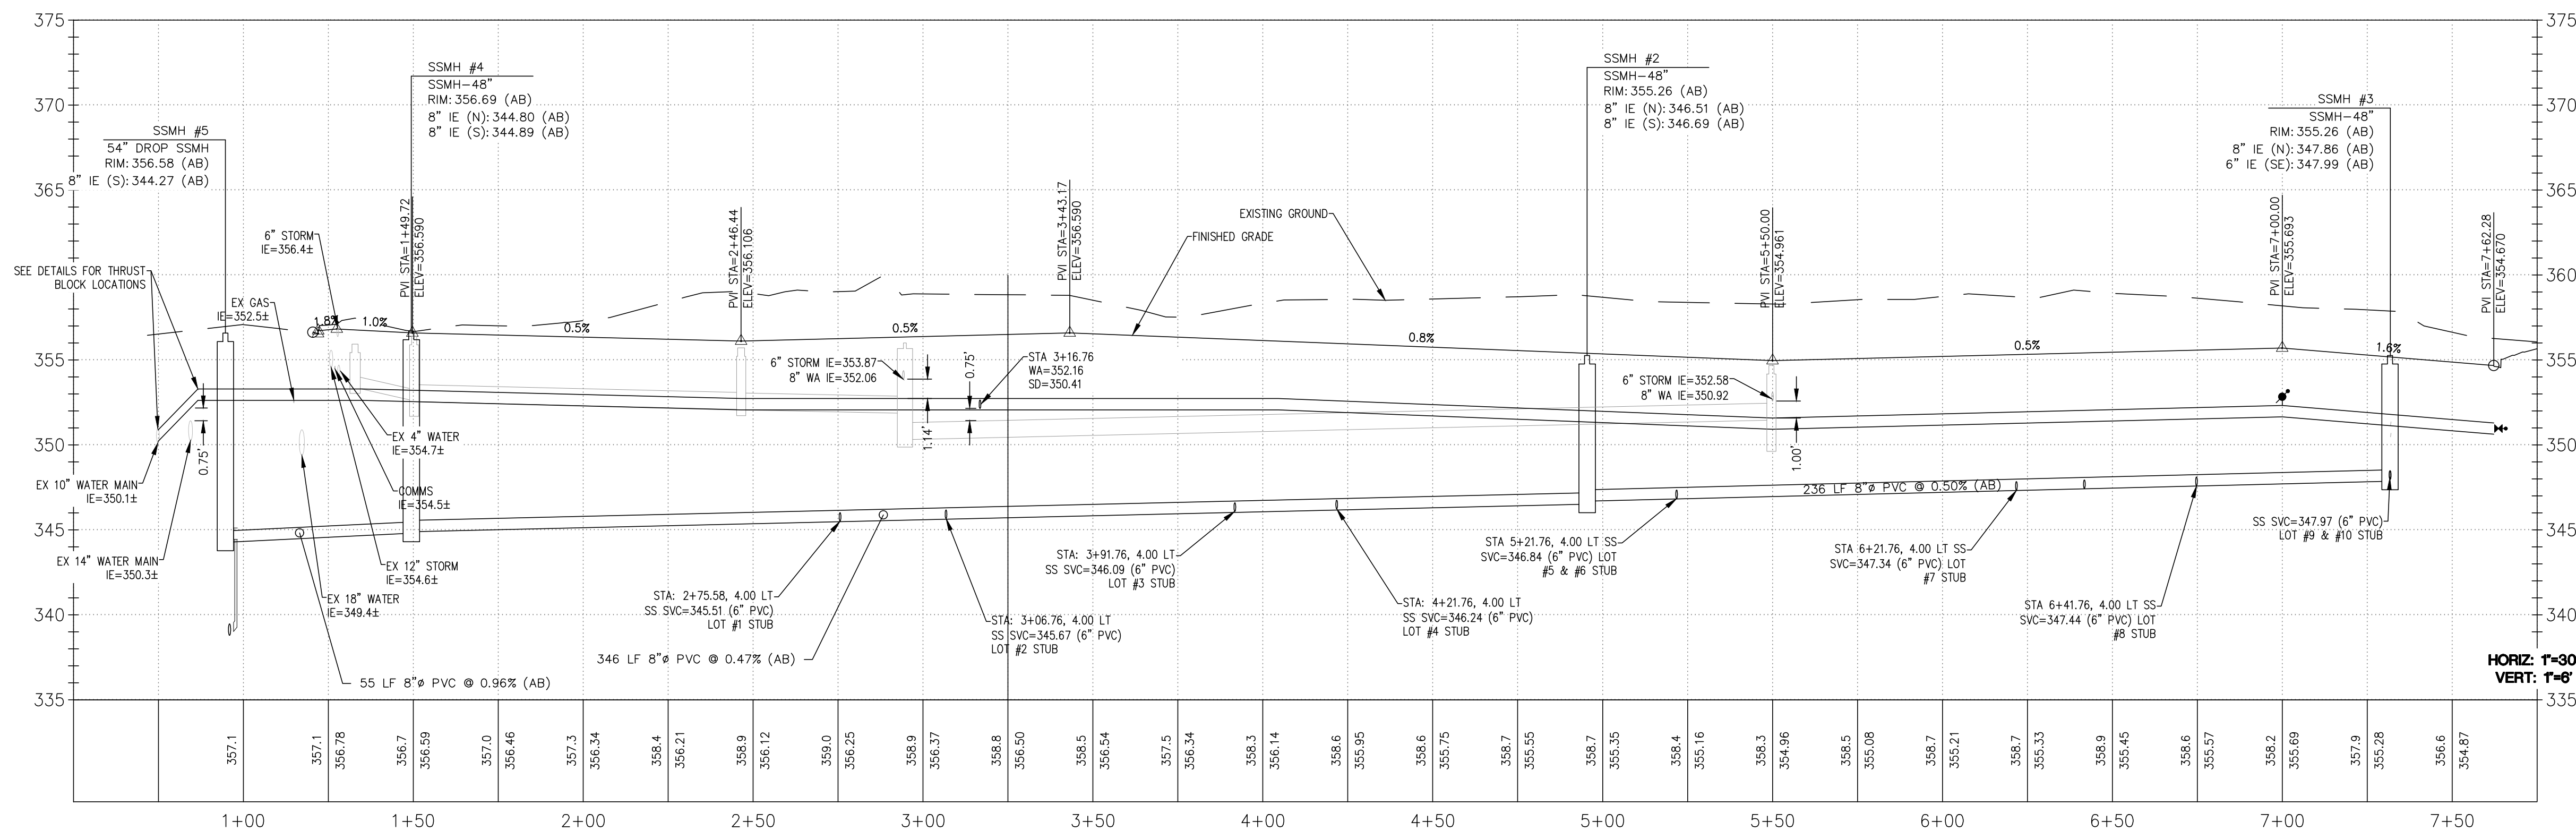 375
370
365
360
355
350
345
340
335
375
370
365
360
355
350
345
340
335
SSMH #5
54" DROP SSMH
RIM: 356.58 (AB)
8" IE (S): 344.27 (AB)
SSMH #4
SSMH-48"
RIM: 356.69 (AB)
8" IE (N): 344.80 (AB)
8" IE (S): 344.89 (AB)
SSMH #2
SSMH-48"
RIM: 355.26 (AB)
8" IE (N): 346.51 (AB)
8" IE (S): 346.69 (AB)
SSMH #3
SSMH-48"
RIM: 355.26 (AB)
8" IE (N): 347.86 (AB)
6" IE (SE): 347.99 (AB)
PVI STA=1+49.72
ELEV=356.590
PVI STA=2+46.44
ELEV=356.106
PVI STA=3+43.17
ELEV=356.590
PVI STA=5+50.00
ELEV=354.961
PVI STA=7+00.00
ELEV=355.693
PVI STA=7+62.28
ELEV=354.670
EXISTING GROUND
FINISHED GRADE
6" STORM
IE=356.4±
SEE DETAILS FOR THRUST
BLOCK LOCATIONS
EX GAS
IE=352.5±
1.8%
1.0%
0.5%
0.5%
0.8%
0.5%
1.6%
6" STORM IE=353.87
8" WA IE=352.06
1.14'
0.75'
STA 3+16.76
WA=352.16
SD=350.41
6" STORM IE=352.58
8" WA IE=350.92
1.00'
0.75'
EX 4" WATER
IE=354.7±
COMMS
IE=354.5±
EX 10" WATER MAIN
IE=350.1±
EX 14" WATER MAIN
IE=350.3±
EX 12" STORM
IE=354.6±
EX 18" WATER
IE=349.4±
55 LF 8"ø PVC @ 0.96% (AB)
346 LF 8"ø PVC @ 0.47% (AB)
236 LF 8"ø PVC @ 0.50% (AB)
STA: 2+75.58, 4.00 LT
SS SVC=345.51 (6" PVC)
LOT #1 STUB
STA: 3+06.76, 4.00 LT
SS SVC=345.67 (6" PVC)
LOT #2 STUB
STA: 3+91.76, 4.00 LT
SS SVC=346.09 (6" PVC)
LOT #3 STUB
STA: 4+21.76, 4.00 LT
SS SVC=346.24 (6" PVC)
LOT #4 STUB
STA 5+21.76, 4.00 LT SS
SVC=346.84 (6" PVC) LOT
#5 & #6 STUB
STA 6+21.76, 4.00 LT SS
SVC=347.34 (6" PVC) LOT
#7 STUB
STA 6+41.76, 4.00 LT SS
SVC=347.44 (6" PVC) LOT
#8 STUB
SS SVC=347.97 (6" PVC)
LOT #9 & #10 STUB
HORIZ: 1"=30
VERT: 1"=6'
357.1
357.1
356.78
356.7
356.59
357.0
356.46
357.3
356.34
358.4
356.21
358.9
356.12
359.0
356.25
358.9
356.37
358.8
356.50
358.5
356.54
357.5
356.34
358.3
356.14
358.6
355.95
358.6
355.75
358.7
355.55
358.7
355.35
358.4
355.16
358.3
354.96
358.5
355.08
358.7
355.21
358.7
355.33
358.9
355.45
358.6
355.57
358.2
355.69
357.9
355.28
356.6
354.87
1+00
1+50
2+00
2+50
3+00
3+50
4+00
4+50
5+00
5+50
6+00
6+50
7+00
7+50